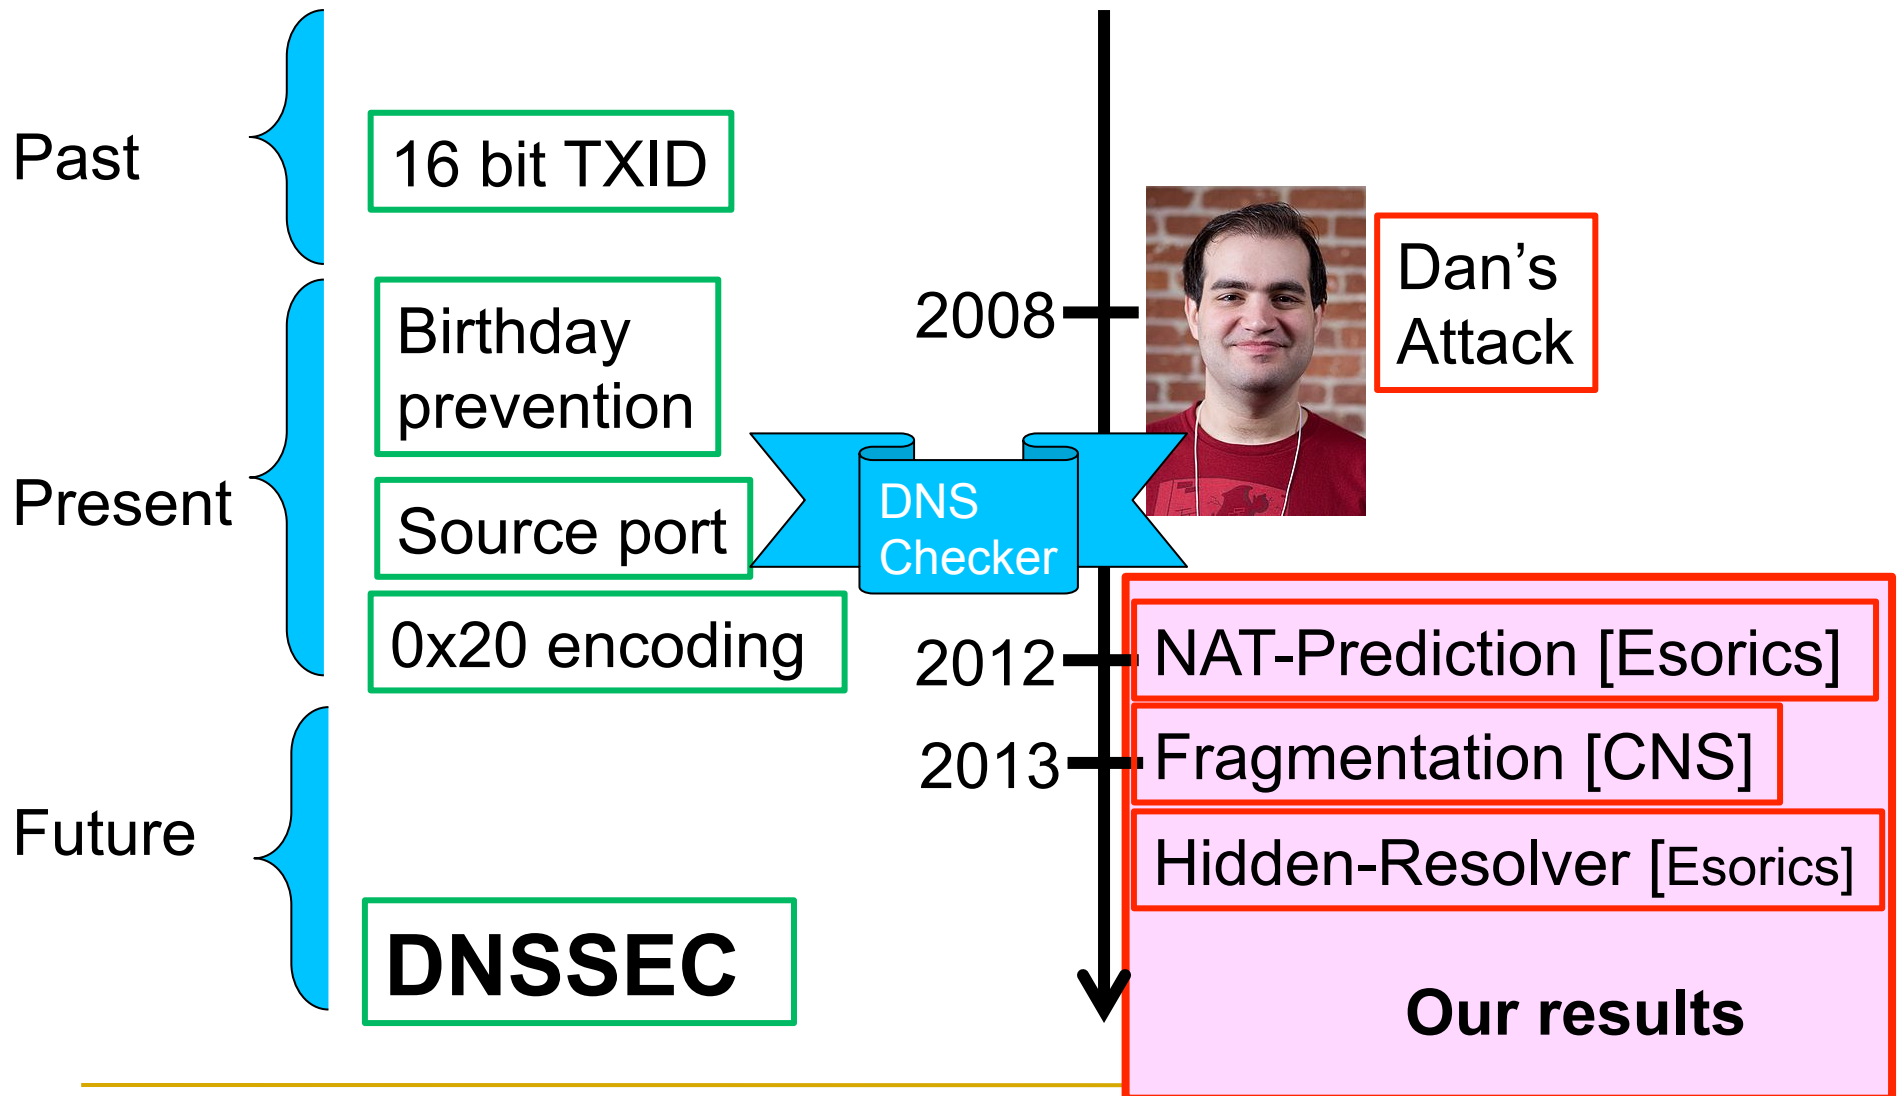 Past
16 bit TXID
2008
Dan’s
Attack
Birthday
prevention
Present
Source port
DNS
Checker
0x20 encoding
2012
NAT-Prediction [Esorics]
2013
Fragmentation [CNS]
Future
Hidden-Resolver [Esorics]
DNSSEC
Our results